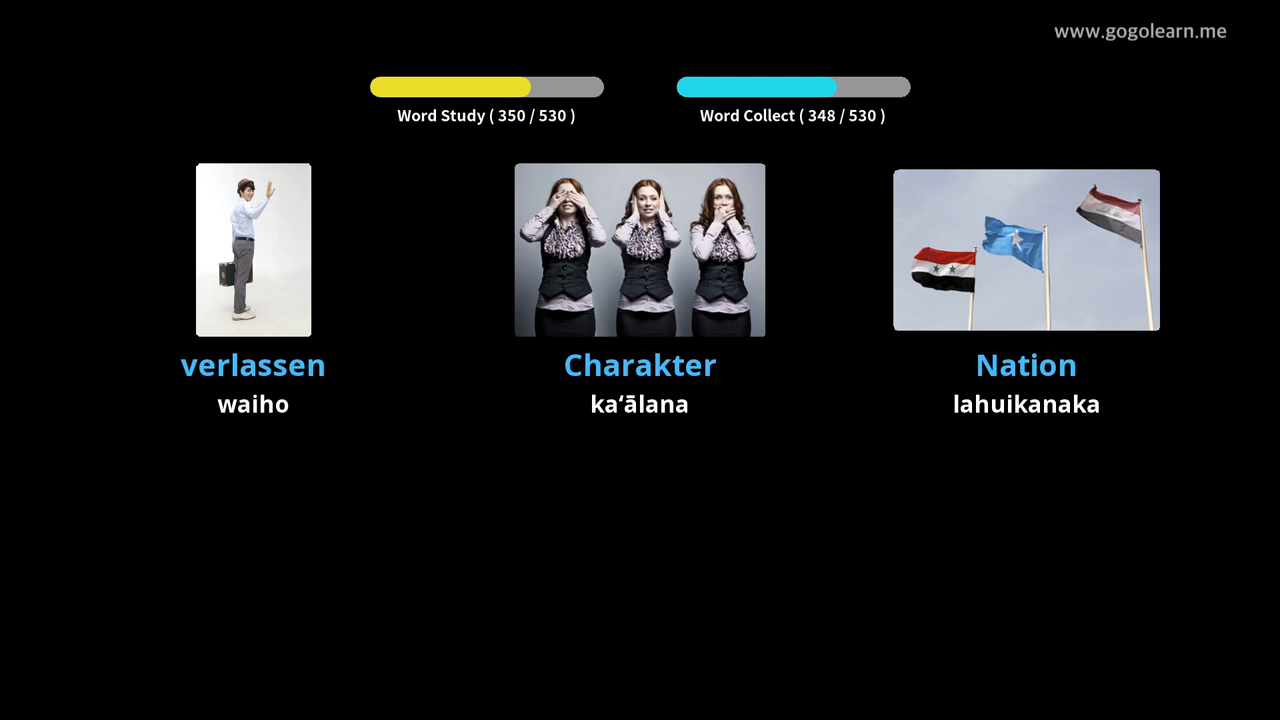 www.gogolearn.me
Word Study ( 350 / 530 )
Word Collect ( 348 / 530 )
verlassen
waiho
Charakter
kaʻālana
Nation
lahuikanaka